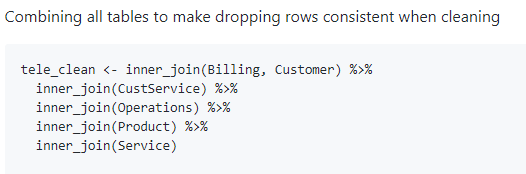 Combining all tables to make dropping rows consistent when cleaning
tele_clean <- inner_join(Billing, Customer) %>%
  inner_join(CustService) %>%
  inner_join(Operations) %>%
  inner_join(Product) %>%
  inner_join(Service)